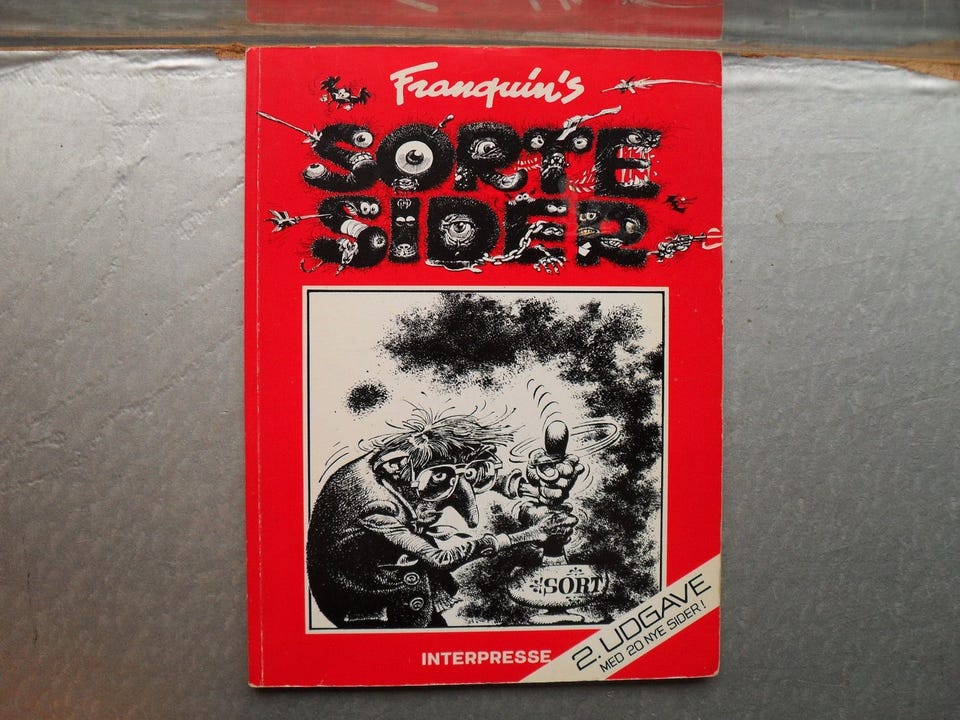 Franquin's
SORTE
SIDER
SORT
2. UDGAVE
MED 20 NYE SIDER!
INTERPRESSE